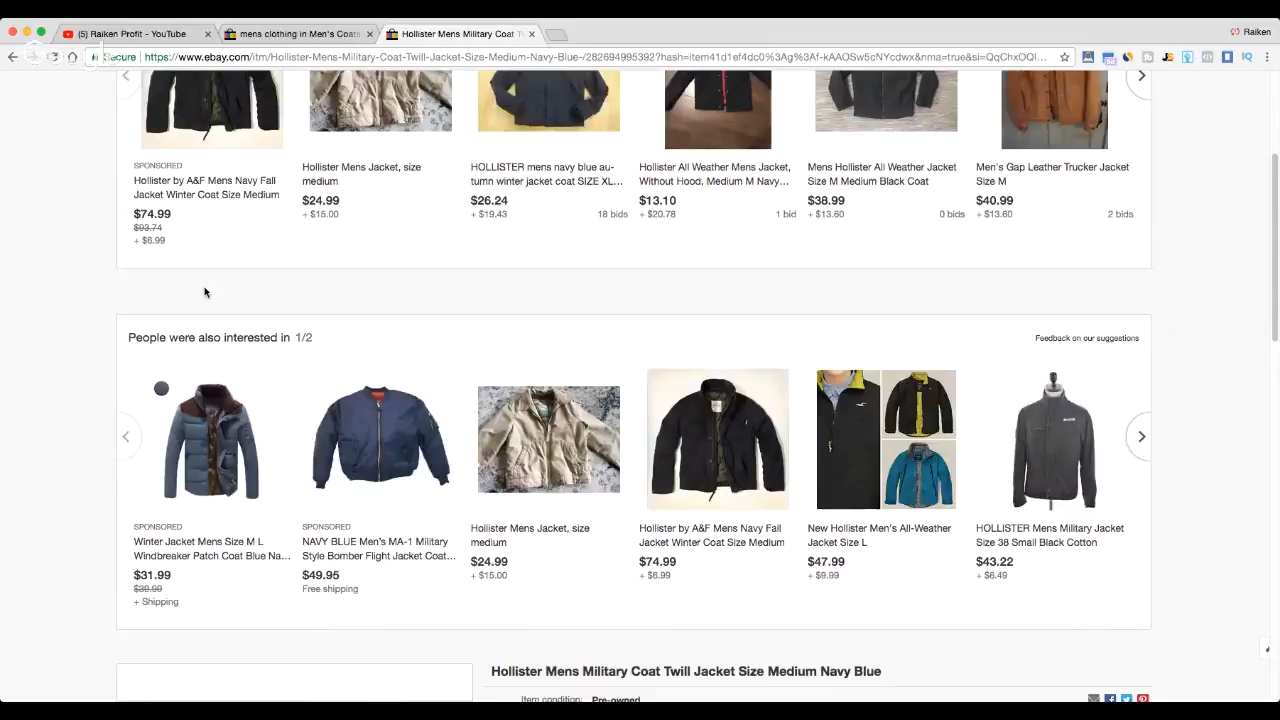 (5) Raiken Profit - YouTube
mens clothing in Men's Coats
Hollister Mens Military Coat T
Raiken
Secure
https://www.ebay.com/itm/Hollister-Mens-Military-Coat-Twill-Jacket-Size-Medium-Navy-Blue-/282694995392?hash=item41d1ef4dc0%3Ag%3Af-kAAOSw5cNYcdwx&nma=true&si=QqChxOQI...
SPONSORED
Hollister by A&F Mens Navy Fall
Jacket Winter Coat Size Medium
$74.99
$93.74
+ $6.99
Hollister Mens Jacket, size
medium
$24.99
+ $15.00
HOLLISTER mens navy blue au-
tumn winter jacket coat SIZE XL...
$26.24
+ $19.43
18 bids
Hollister All Weather Mens Jacket,
Without Hood, Medium M Navy...
$13.10
+ $20.78
1 bid
Mens Hollister All Weather Jacket
Size M Medium Black Coat
$38.99
+ $13.60
0 bids
Men's Gap Leather Trucker Jacket
Size M
$40.99
+ $13.60
2 bids
People were also interested in 1/2
Feedback on our suggestions
SPONSORED
Winter Jacket Mens Size M L
Windbreaker Patch Coat Blue Na...
$31.99
$39.99
+ Shipping
SPONSORED
NAVY BLUE Men's MA-1 Military
Style Bomber Flight Jacket Coat...
$49.95
Free shipping
Hollister Mens Jacket, size
medium
$24.99
+ $15.00
Hollister by A&F Mens Navy Fall
Jacket Winter Coat Size Medium
$74.99
+ $6.99
New Hollister Men's All-Weather
Jacket Size L
$47.99
+ $9.99
HOLLISTER Mens Military Jacket
Size 38 Small Black Cotton
$43.22
+ $6.49
Hollister Mens Military Coat Twill Jacket Size Medium Navy Blue
Item condition: Pre-owned